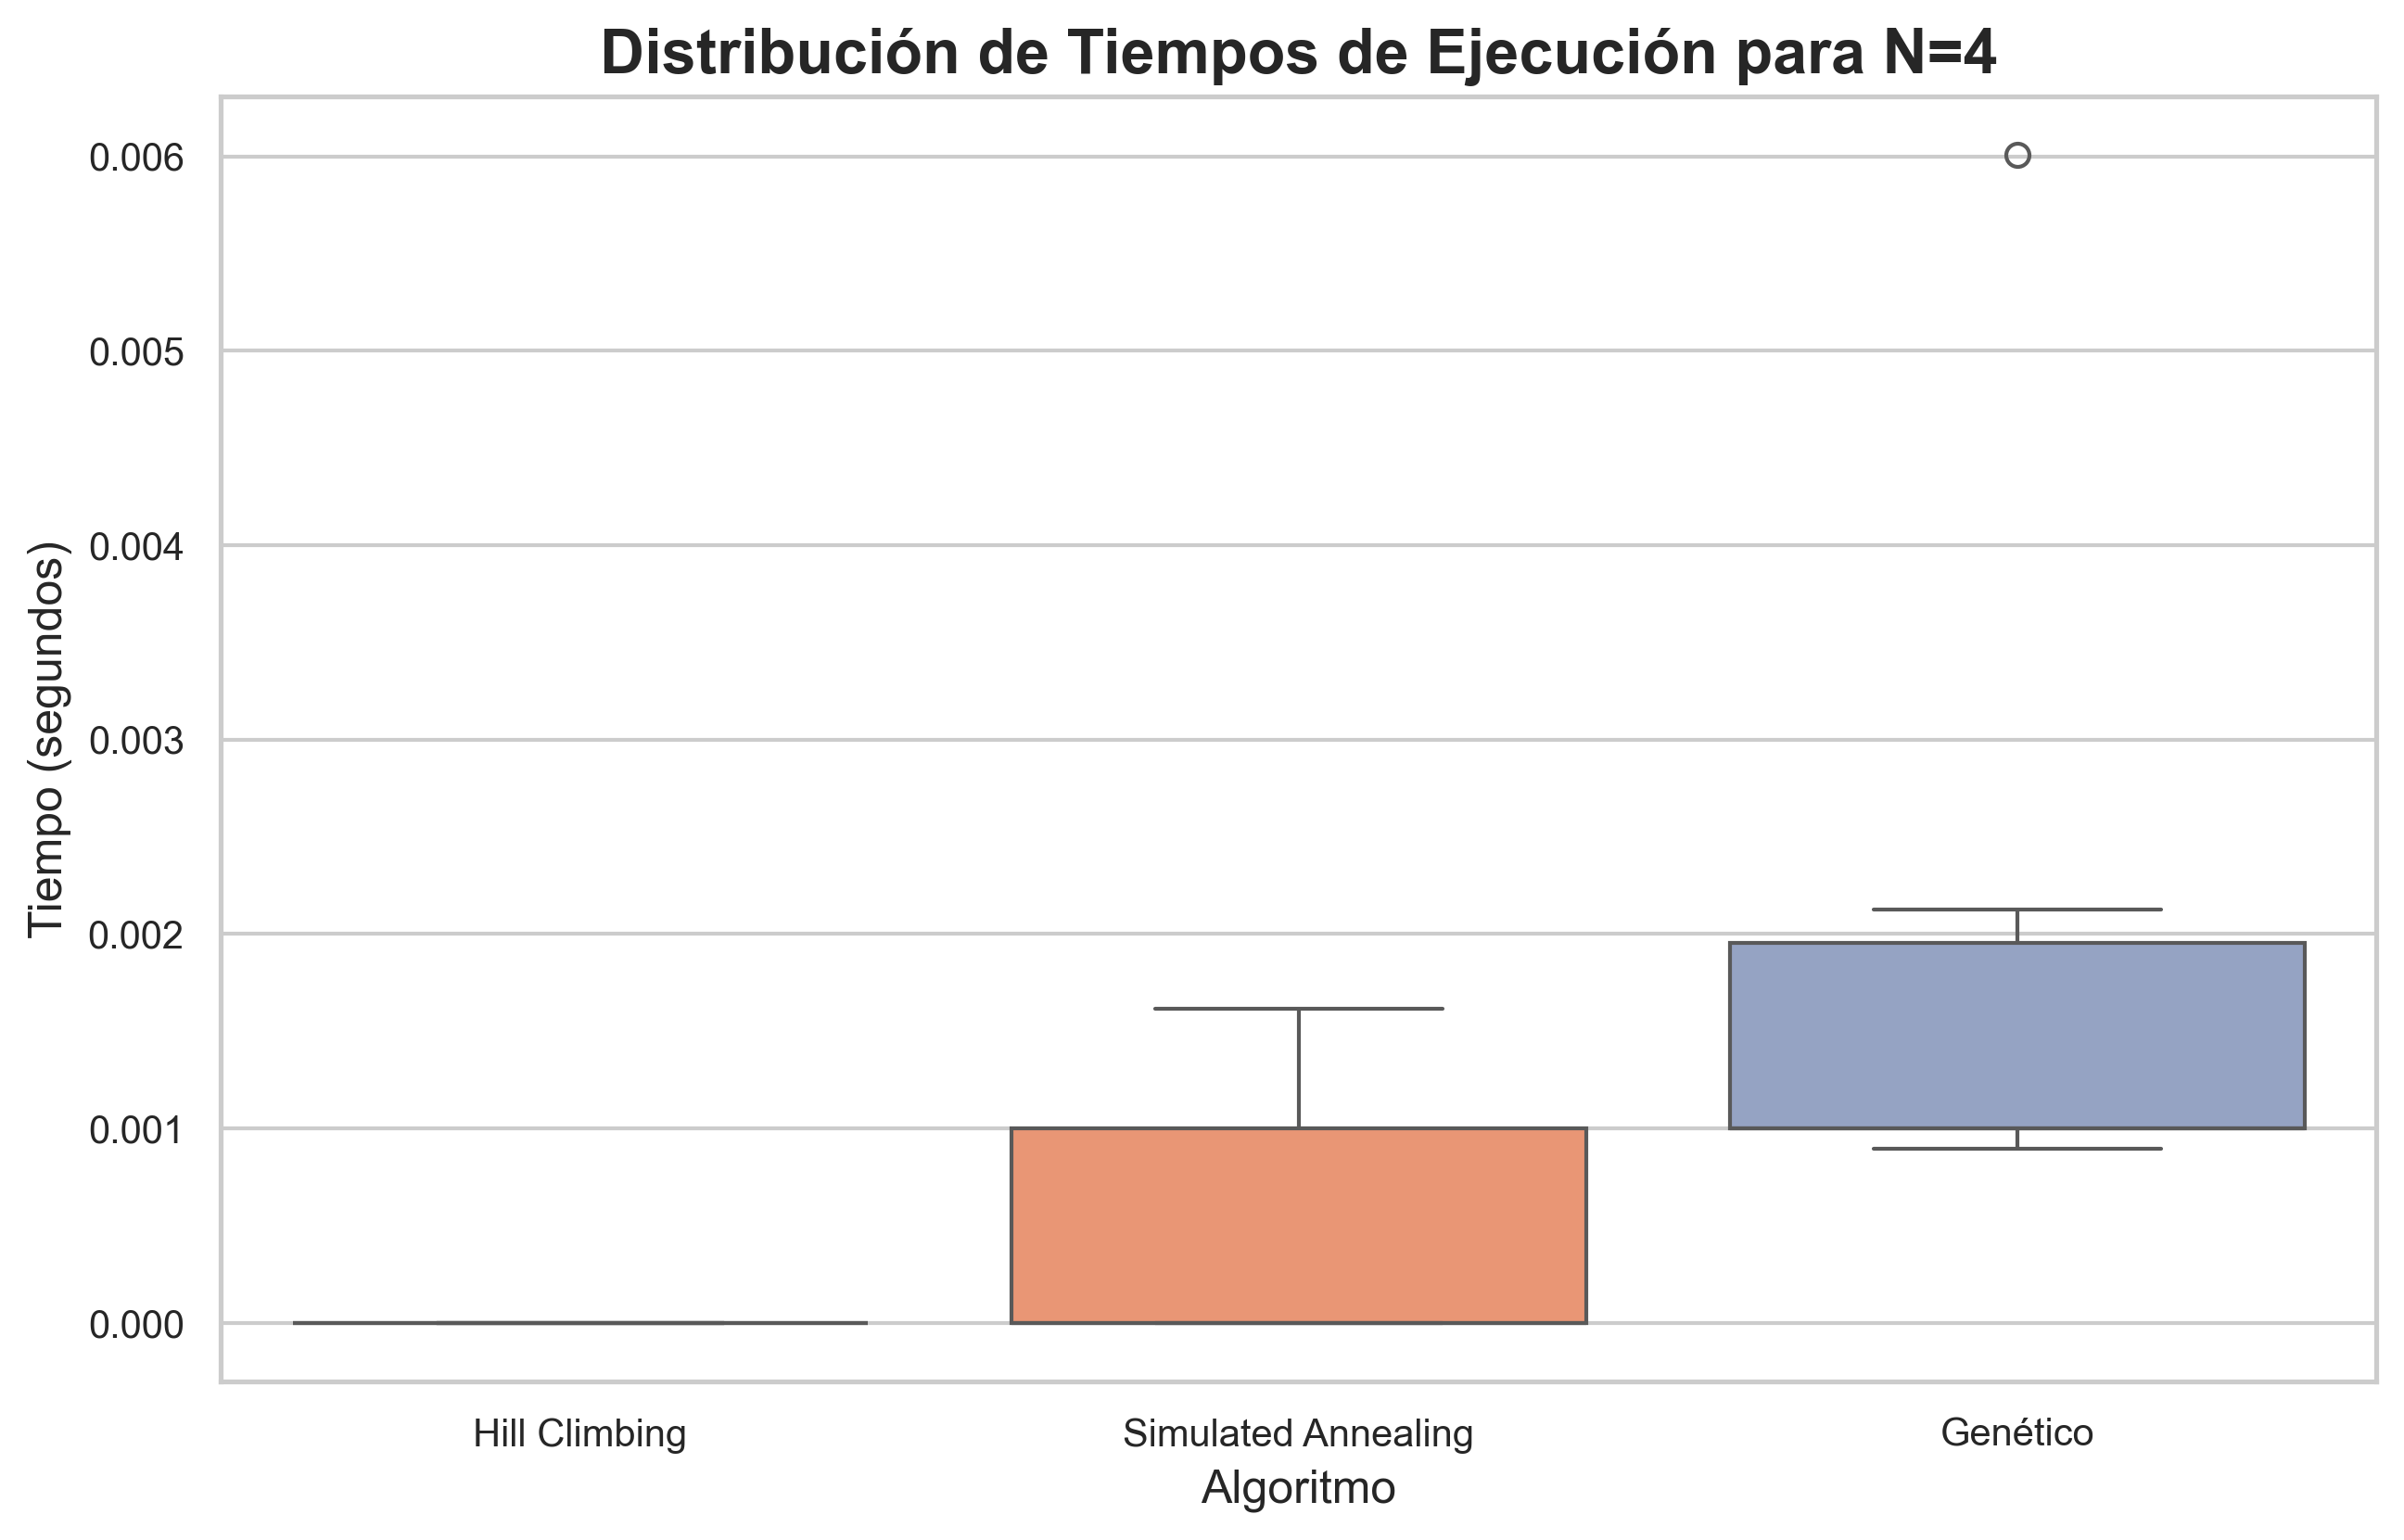 Distribución de Tiempos de Ejecución para N=4
Tiempo (segundos)
0.006
0.005
0.004
0.003
0.002
0.001
0.000
Hill Climbing
Simulated Annealing
Genético
Algoritmo